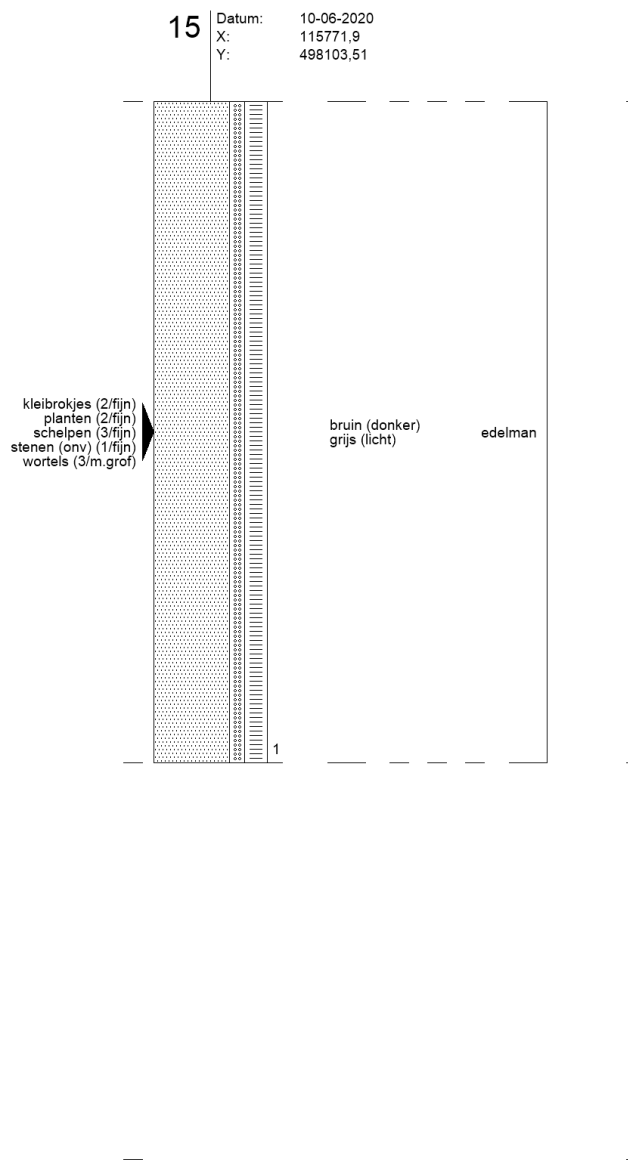 15
Datum: 10-06-2020
X: 115771,9
Y: 498103,51
kleibrokjes (2/fijn)
planten (2/fijn)
schelpen (3/fijn)
stenen (onv) (1/fijn)
wortels (3/m.grof)
bruin (donker)
grijs (licht)
edelman
1